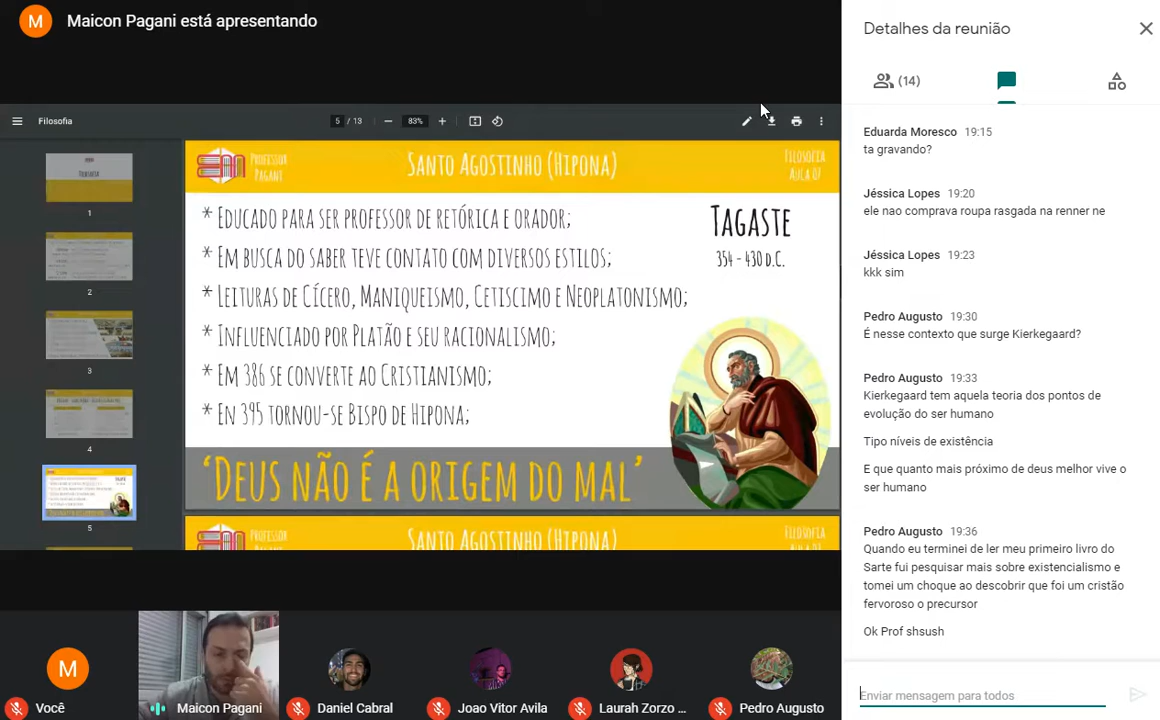 M
Maicon Pagani está apresentando
Filosofia
5 / 13
83%
1
2
3
4
5
Professor
Pagani
Santo Agostinho (Hipona)
Filosofia
Aula 07
* Educado para ser professor de retórica e orador;
* Em busca do saber teve contato com diversos estilos;
* Leituras de Cícero, Maniqueismo, Cetiscimo e Neoplatonismo;
* Influenciado por Platão e seu racionalismo;
* Em 386 se converte ao Cristianismo;
* En 395 tornou-se Bispo de Hipona;
Tagaste
354 - 430 d.C.
'Deus não é a origem do mal'
Professor
Pagani
Santo Agostinho (Hipona)
Filosofia
M
Você
Maicon Pagani
Daniel Cabral
Joao Vitor Avila
Laurah Zorzo ...
Pedro Augusto
Detalhes da reunião
(14)
Eduarda Moresco 19:15
ta gravando?
Jéssica Lopes 19:20
ele nao comprava roupa rasgada na renner ne
Jéssica Lopes 19:23
kkk sim
Pedro Augusto 19:30
É nesse contexto que surge Kierkegaard?
Pedro Augusto 19:33
Kierkegaard tem aquela teoria dos pontos de
evolução do ser humano
Tipo níveis de existência
E que quanto mais próximo de deus melhor vive o
ser humano
Pedro Augusto 19:36
Quando eu terminei de ler meu primeiro livro do
Sarte fui pesquisar mais sobre existencialismo e
tomei um choque ao descobrir que foi um cristão
fervoroso o precursor
Ok Prof shsush
Enviar mensagem para todos